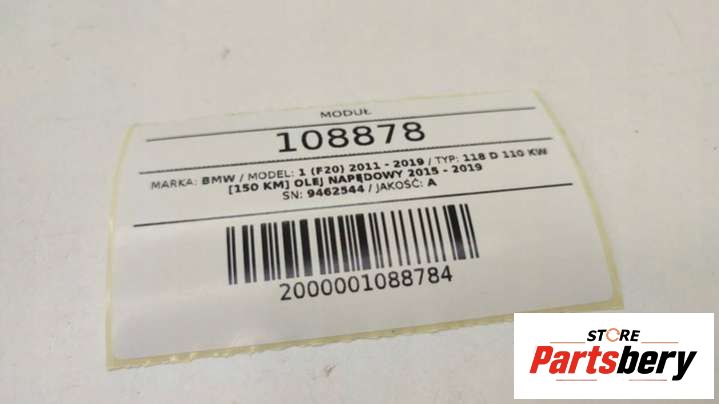 MODUŁ
108878
MARKA: BMW / MODEL: 1 (F20) 2011 - 2019 / TYP: 118 D 110 KW
[150 KM] OLEJ NAPĘDOWY 2015 - 2019
SN: 9462544 / JAKOŚĆ: A
2000001088784
STORE
Partsbery